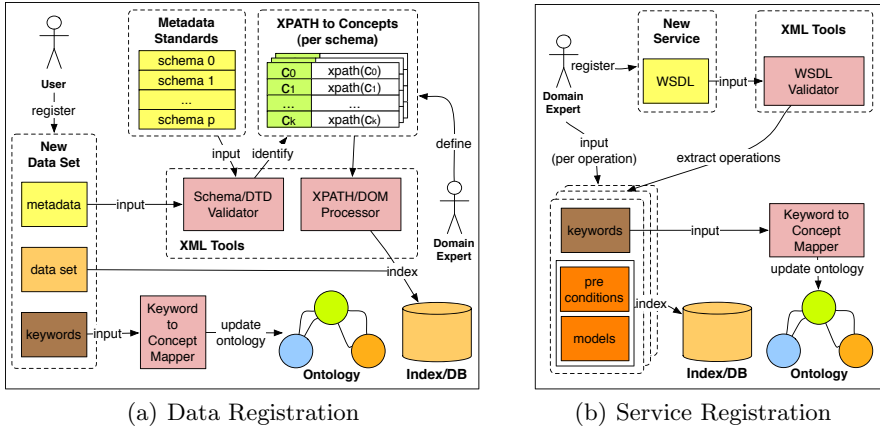 Metadata
Standards
schema 0
schema 1
...
schema p
XPATH to Concepts
(per schema)
c0 xpath(c0)
c1 xpath(c1)
... ...
ck xpath(ck)
User
register
New
Data Set
metadata
data set
keywords
input
input
identify
define
Schema/DTD
Validator
XPATH/DOM
Processor
XML Tools
Domain
Expert
index
input
Keyword
to
Concept
Mapper
update
ontology
Ontology
Index/DB
(a) Data Registration
New
Service
WSDL
XML Tools
WSDL
Validator
register
input
Domain
Expert
input
(per operation)
extract operations
keywords
input
Keyword to
Concept
Mapper
update ontology
pre
conditions
models
index
Index/DB
Ontology
(b) Service Registration